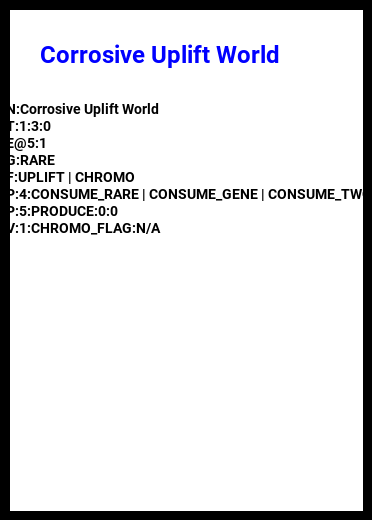 Corrosive Uplift World
N:Corrosive Uplift World
T:1:3:0
E@5:1
G:RARE
F:UPLIFT | CHROMO
P:4:CONSUME_RARE | CONSUME_GENE | CONSUME_TW
P:5:PRODUCE:0:0
V:1:CHROMO_FLAG:N/A